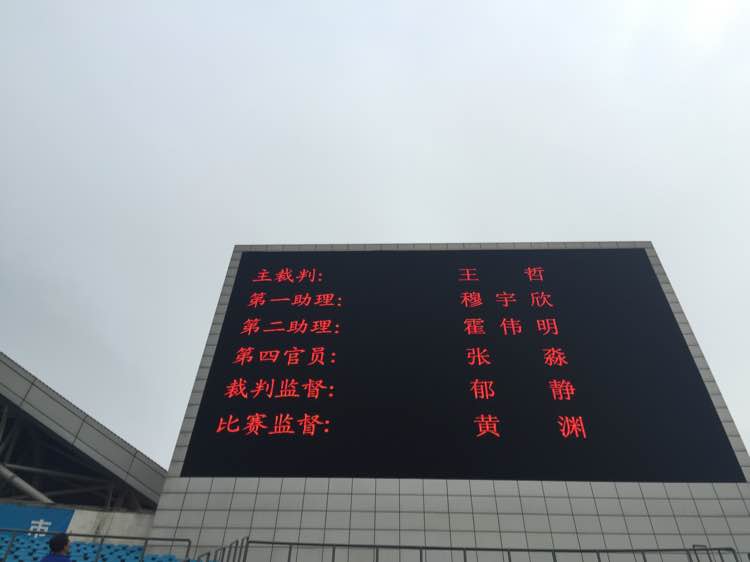 主裁判: 王 哲
第一助理: 穆宇欣
第二助理: 霍伟明
第四官员: 张 淼
裁判监督: 郁 静
比赛监督: 黄 渊